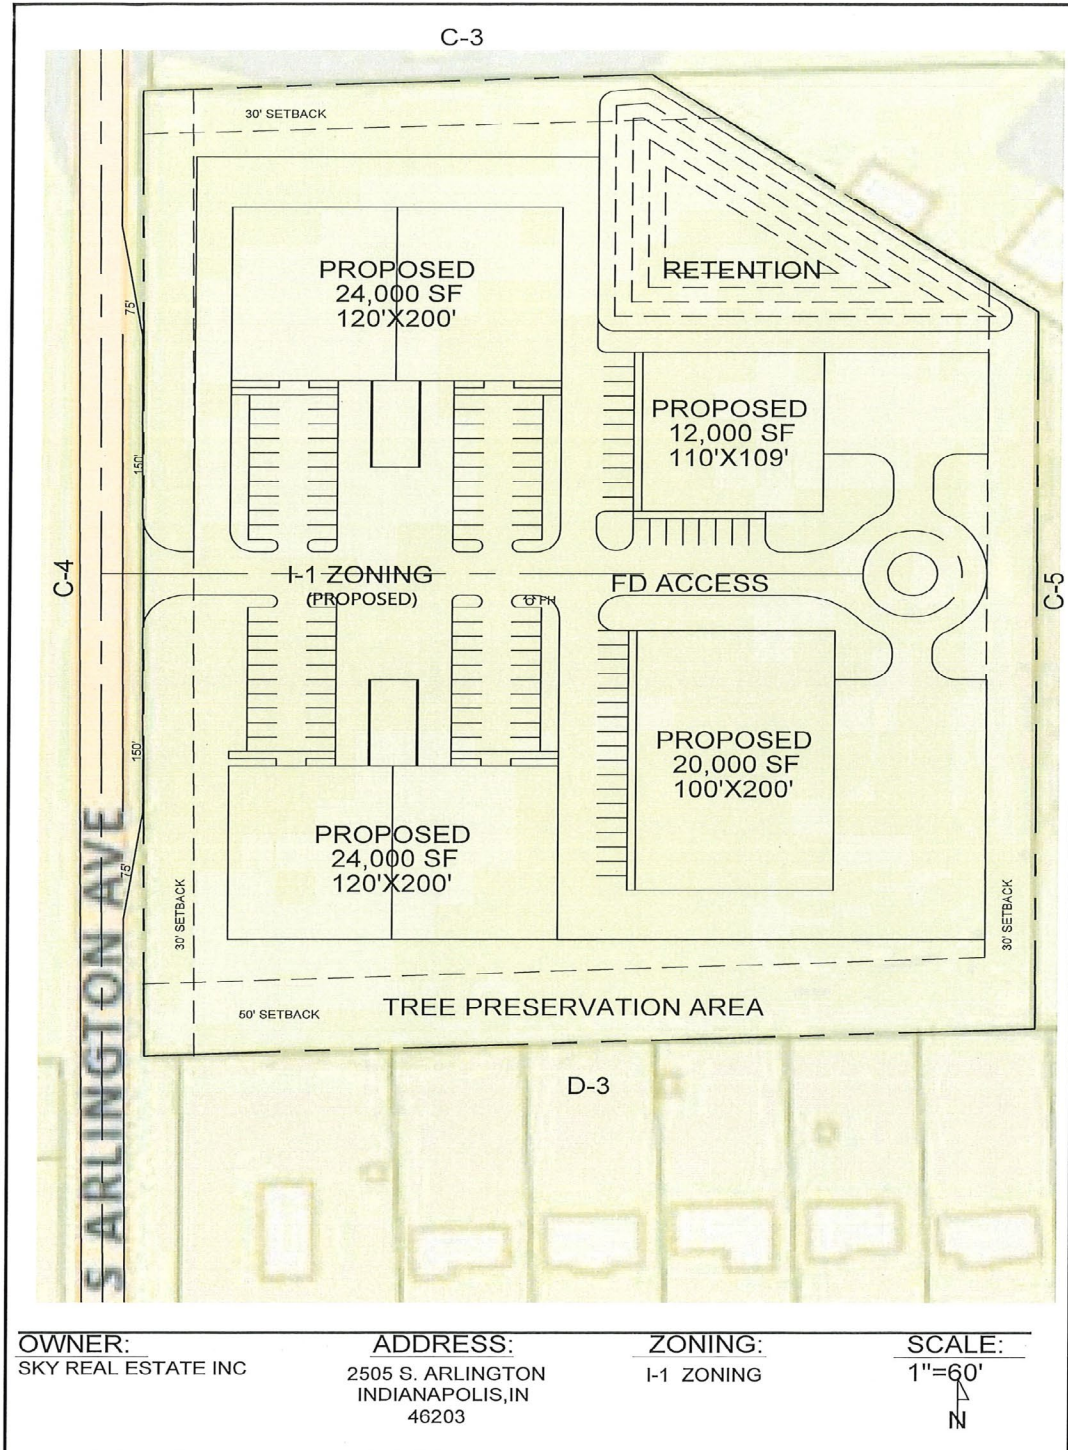 C-3
30' SETBACK
PROPOSED
24,000 SF
120'X200'
RETENTION
75'
PROPOSED
12,000 SF
110'X109'
150'
C-4
I-1 ZONING
(PROPOSED)
FH
FD ACCESS
C-5
150'
PROPOSED
20,000 SF
100'X200'
PROPOSED
24,000 SF
120'X200'
75'
S ARLINGTON AVE
30' SETBACK
30' SETBACK
50' SETBACK
TREE PRESERVATION AREA
D-3
OWNER:
SKY REAL ESTATE INC
ADDRESS:
2505 S. ARLINGTON
INDIANAPOLIS,IN
46203
ZONING:
I-1 ZONING
SCALE:
1"=60'
N